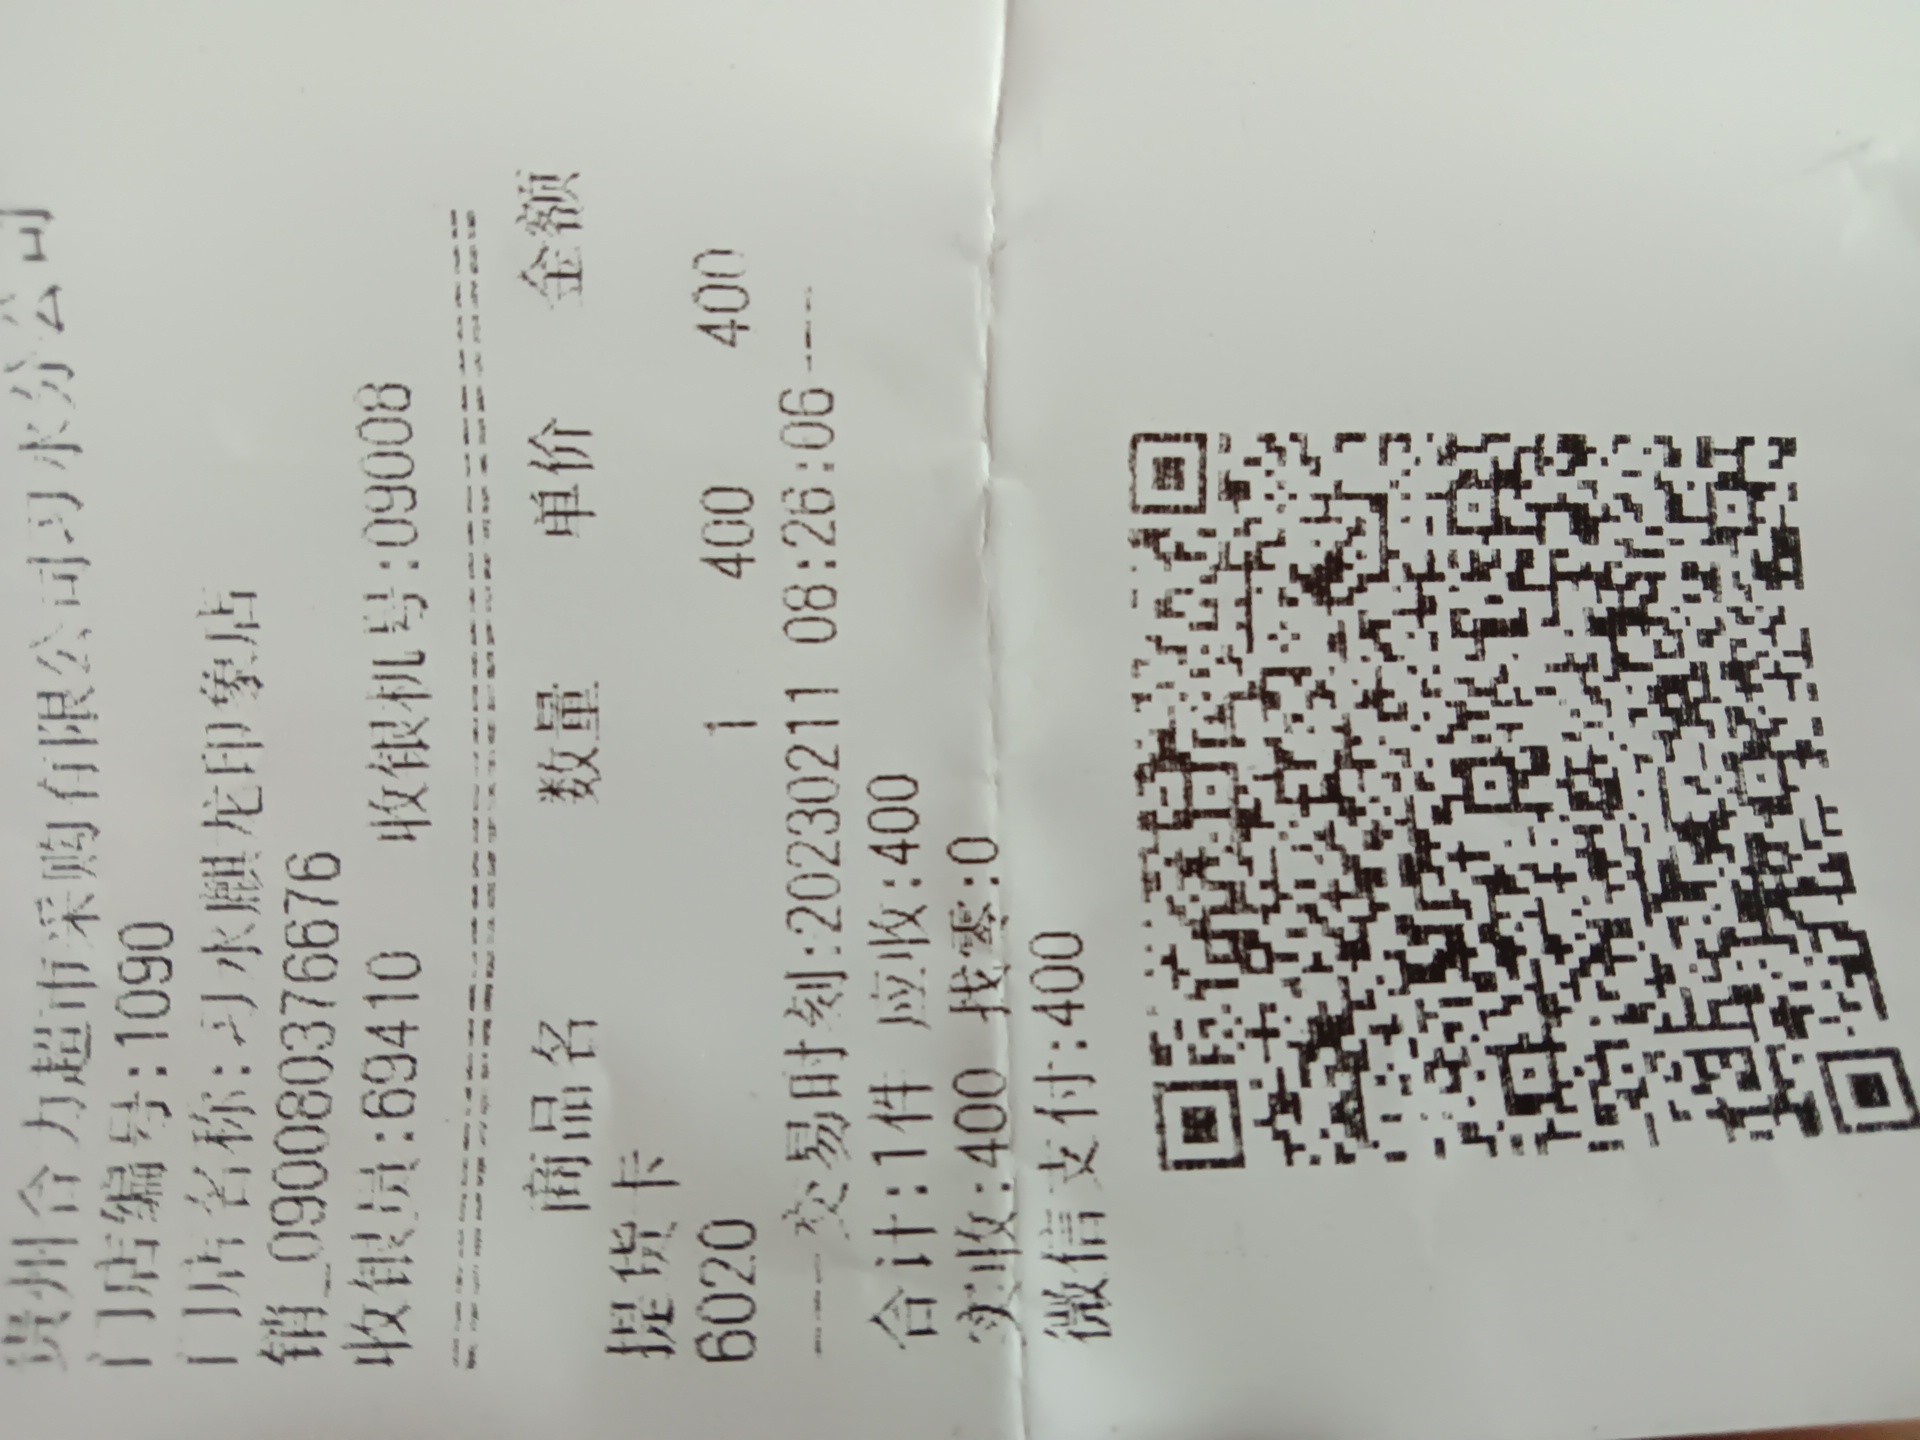 贵州合力超市采购有限公司习水分公司
门店编号:1090
门店名称:习水麒龙印象店
销_0900803766676
收银员:69410 收银机号:09008
商品名 数量 单价 金额
提货卡
6020 1 400 400
----交易时刻:20230211 08:26:06----
合计:1件 应收:400
实收:400 找零:0
微信支付:400